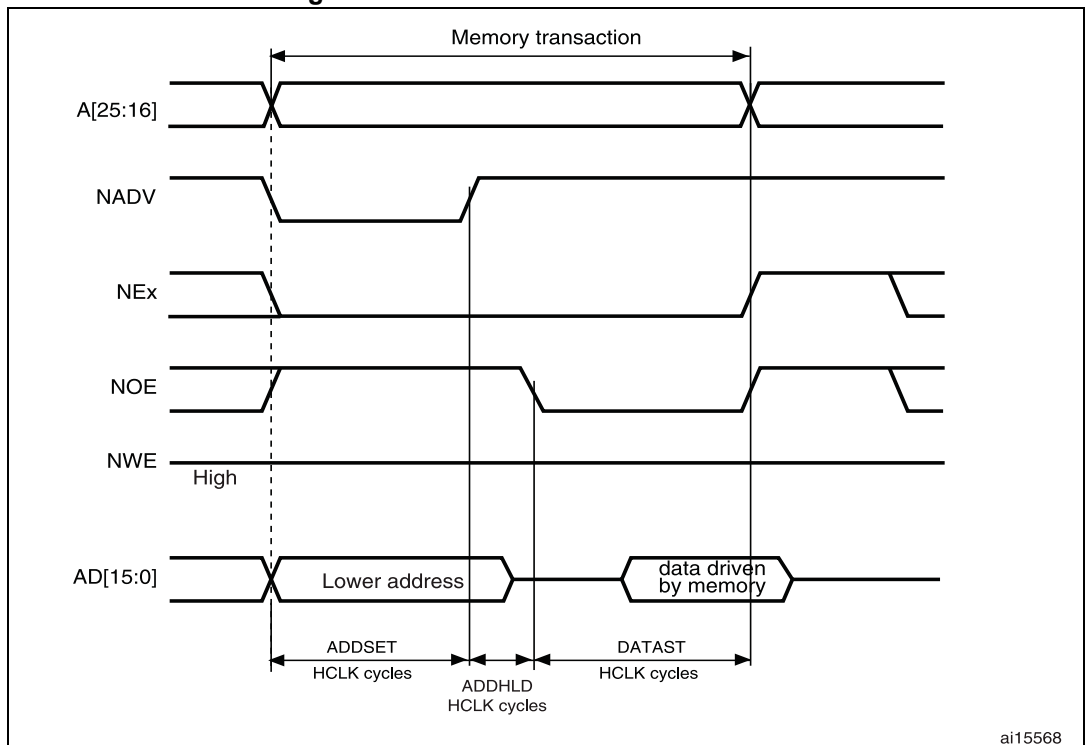 Memory transaction
A[25:16]
NADV
NEx
NOE
NWE
High
AD[15:0]
Lower address
data driven
by memory
ADDSET
HCLK cycles
ADDHLD
HCLK cycles
DATAST
HCLK cycles
ai15568